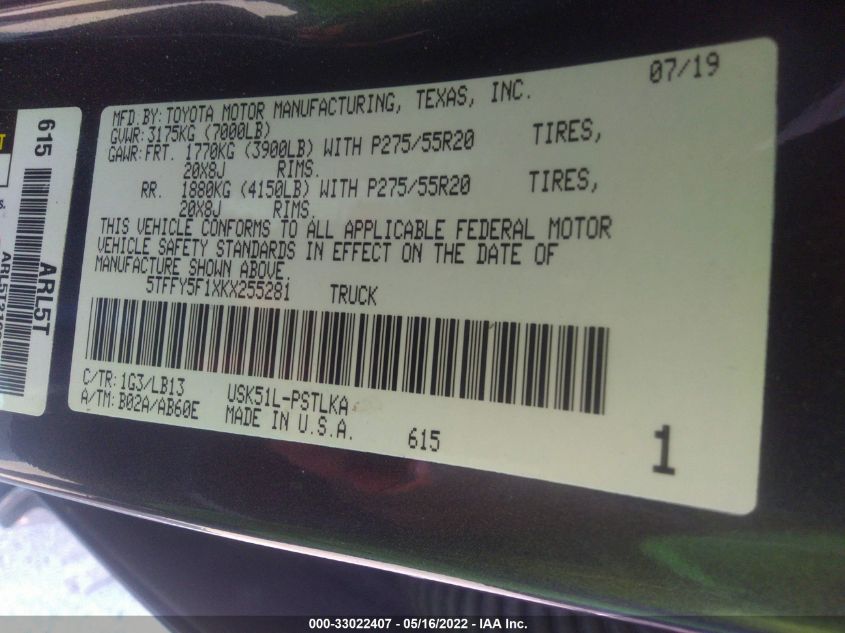 07/19
MFD.BY: TOYOTA MOTOR MANUFACTURING, TEXAS, INC.
GVWR: 3175KG (7000LB)
GAWR: FRT. 1770KG (3900LB) WITH P275/55R20 TIRES,
20X8J RIMS.
RR. 1880KG (4150LB) WITH P275/55R20 TIRES,
20X8J RIMS.
THIS VEHICLE CONFORMS TO ALL APPLICABLE FEDERAL MOTOR
VEHICLE SAFETY STANDARDS IN EFFECT ON THE DATE OF
MANUFACTURE SHOWN ABOVE.
5TFFY5F1XKX255281 TRUCK
C/TR: 1G3/LB13 USK51L-PSTLKA
A/TM: B02A/AB60E MADE IN U.S.A. 615 1
615
ARL5T
000-33022407 - 05/16/2022 - IAA Inc.